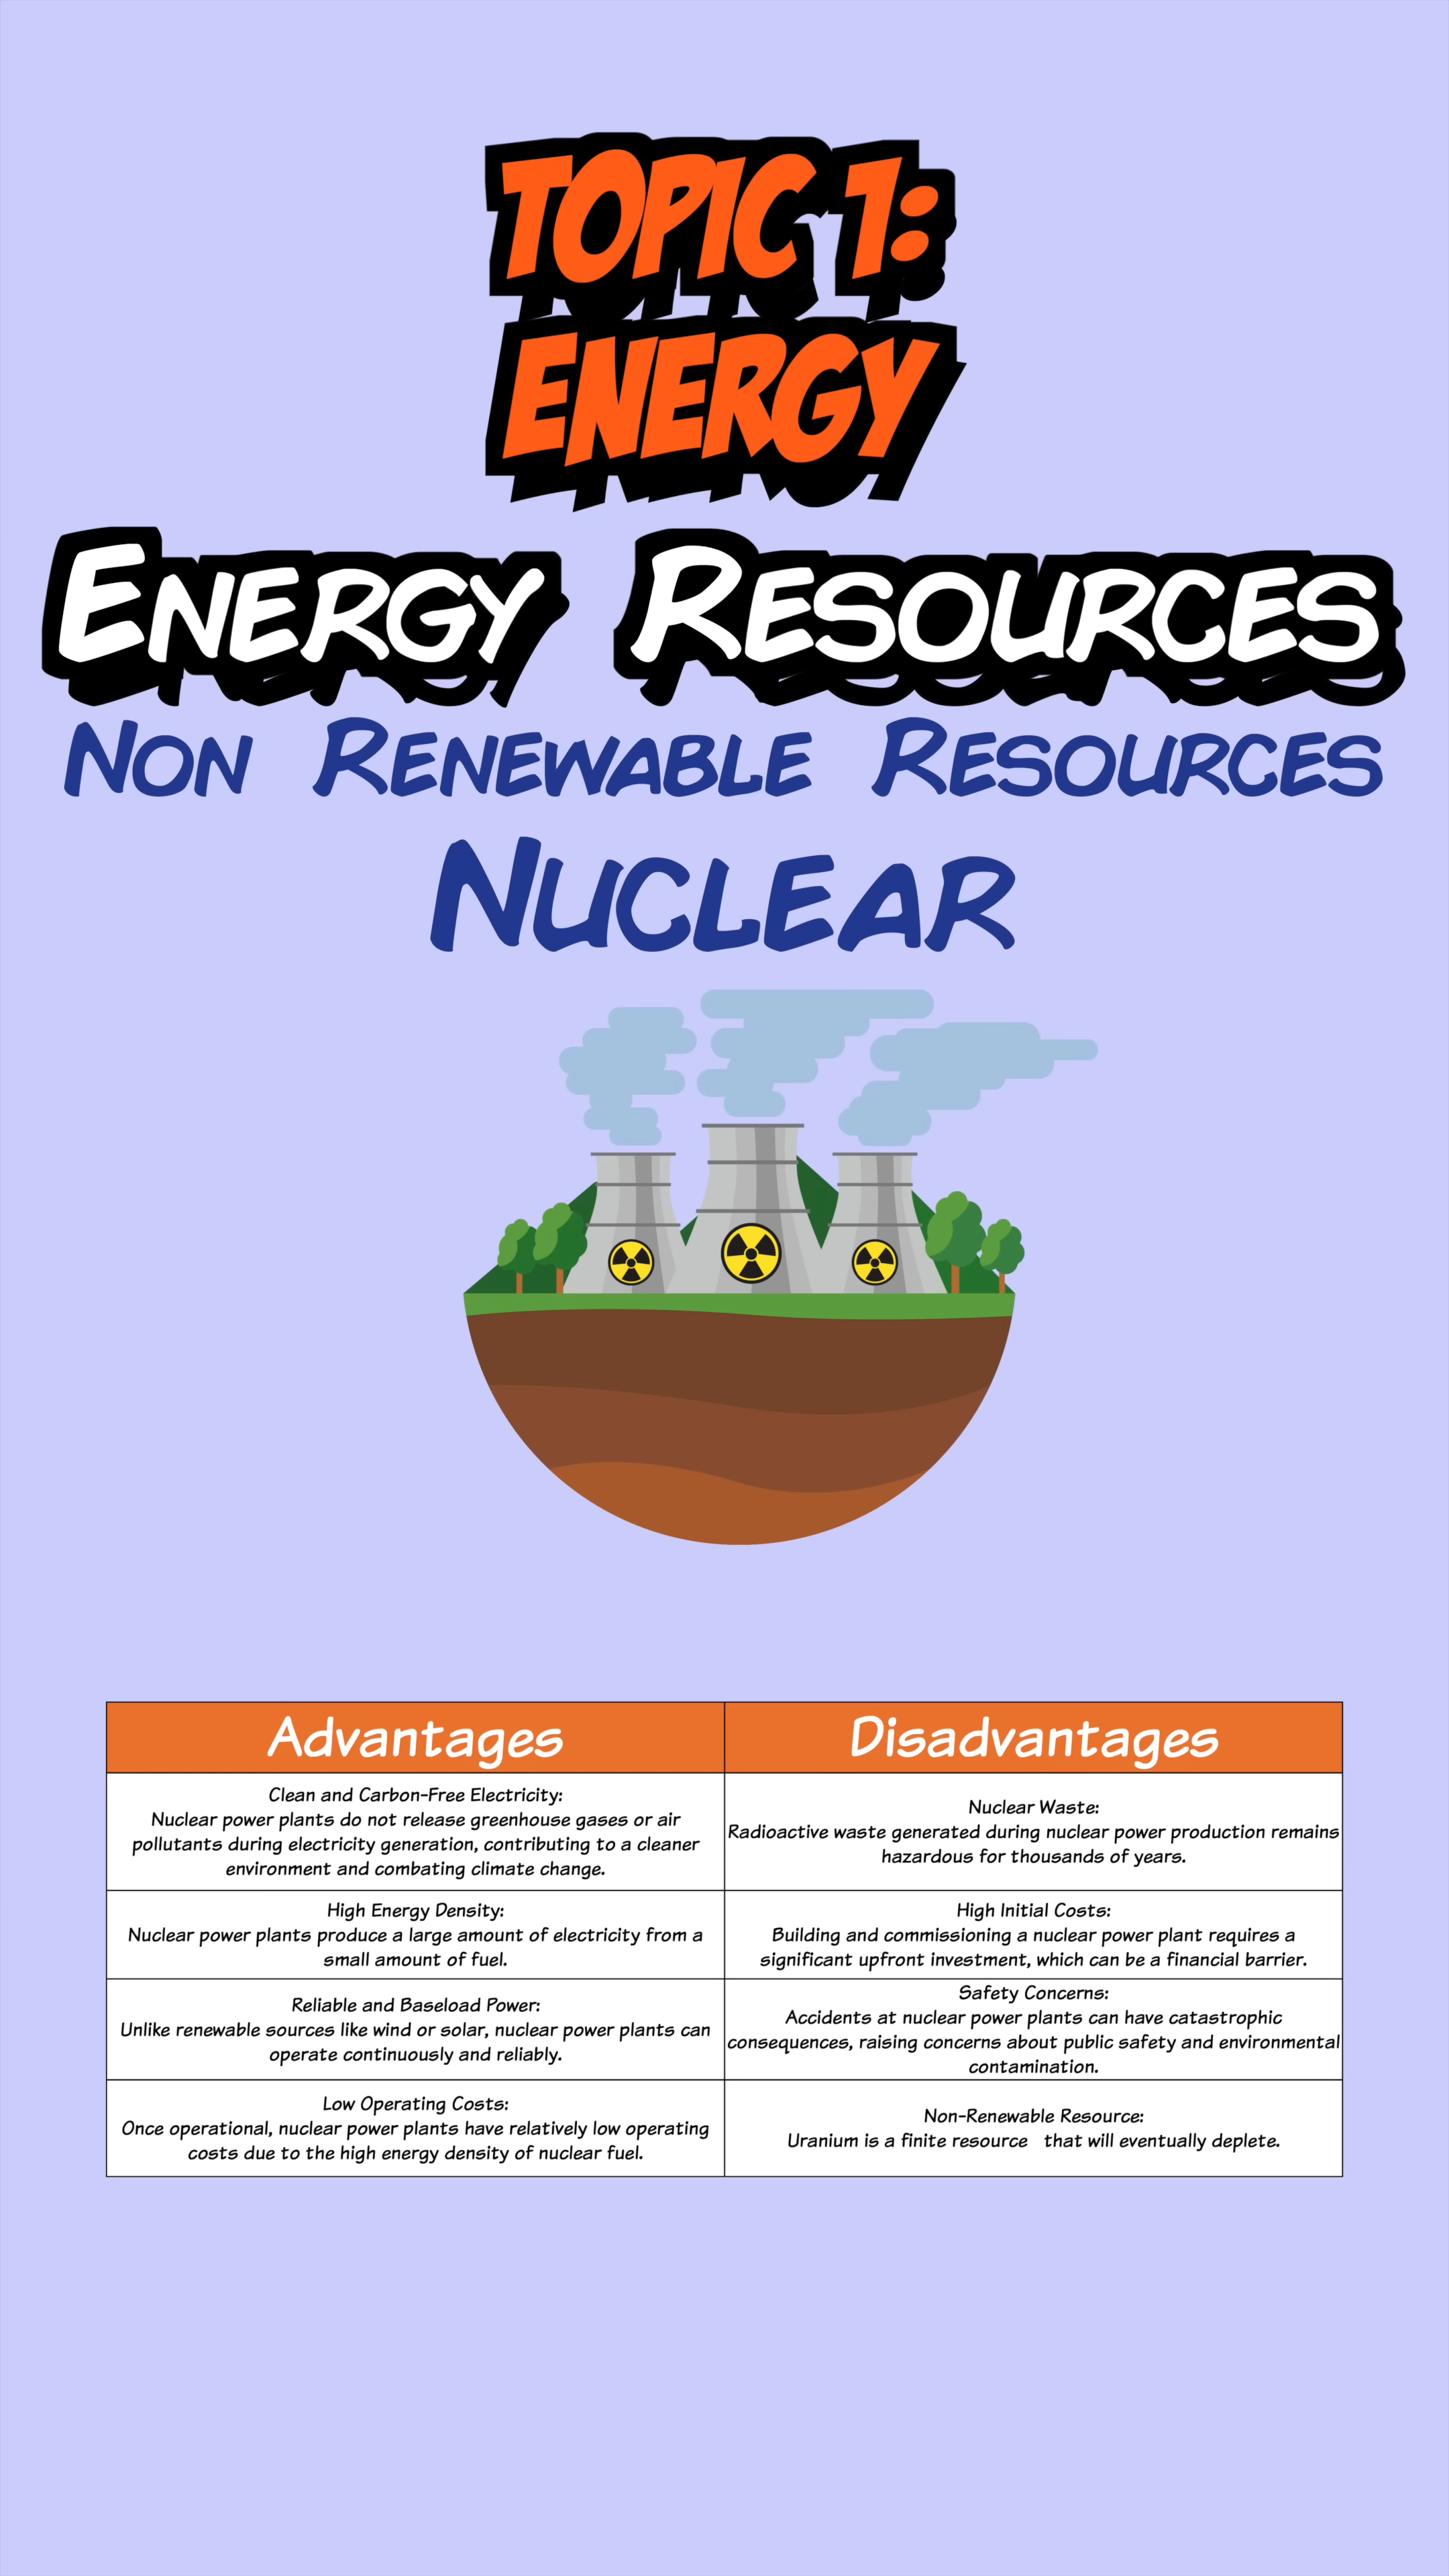 TOPIC 1:
ENERGY
ENERGY RESOURCES
NON RENEWABLE RESOURCES
NUCLEAR
Advantages
Disadvantages
Clean and Carbon-Free Electricity:
Nuclear power plants do not release greenhouse gases or air
pollutants during electricity generation, contributing to a cleaner
environment and combating climate change.
Nuclear Waste:
Radioactive waste generated during nuclear power production remains
hazardous for thousands of years.
High Energy Density:
Nuclear power plants produce a large amount of electricity from a
small amount of fuel.
High Initial Costs:
Building and commissioning a nuclear power plant requires a
significant upfront investment, which can be a financial barrier.
Reliable and Baseload Power:
Unlike renewable sources like wind or solar, nuclear power plants can
operate continuously and reliably.
Safety Concerns:
Accidents at nuclear power plants can have catastrophic
consequences, raising concerns about public safety and environmental
contamination.
Low Operating Costs:
Once operational, nuclear power plants have relatively low operating
costs due to the high energy density of nuclear fuel.
Non-Renewable Resource:
Uranium is a finite resource that will eventually deplete.